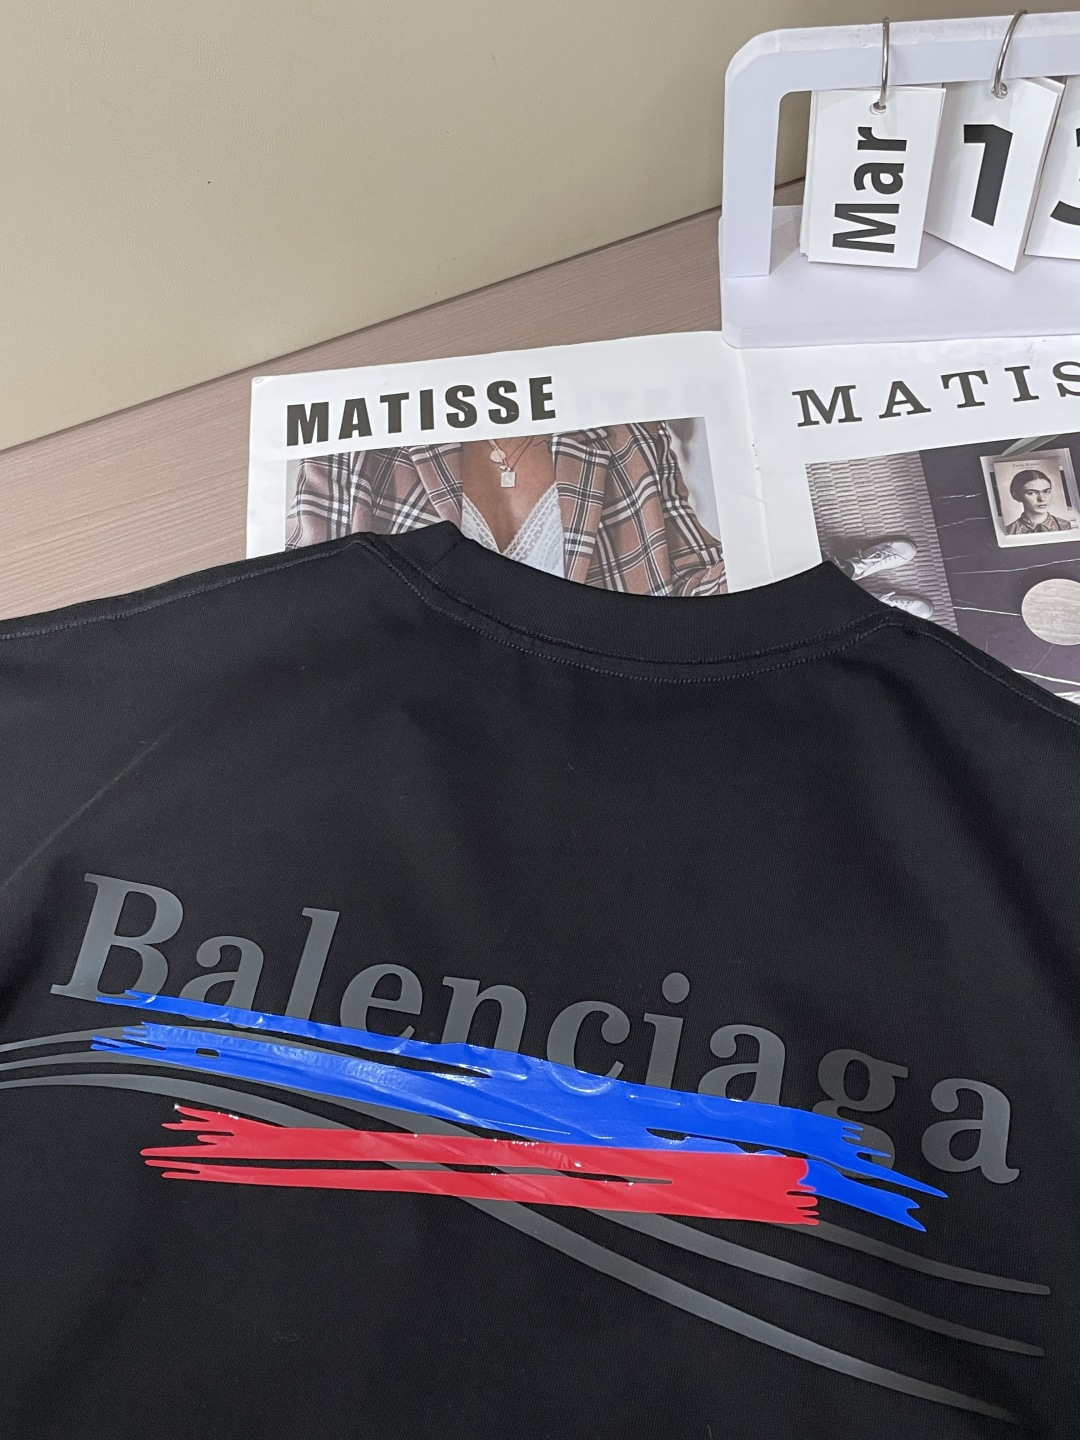 Mar
1
MATISSE
MATIS
Balenciaga